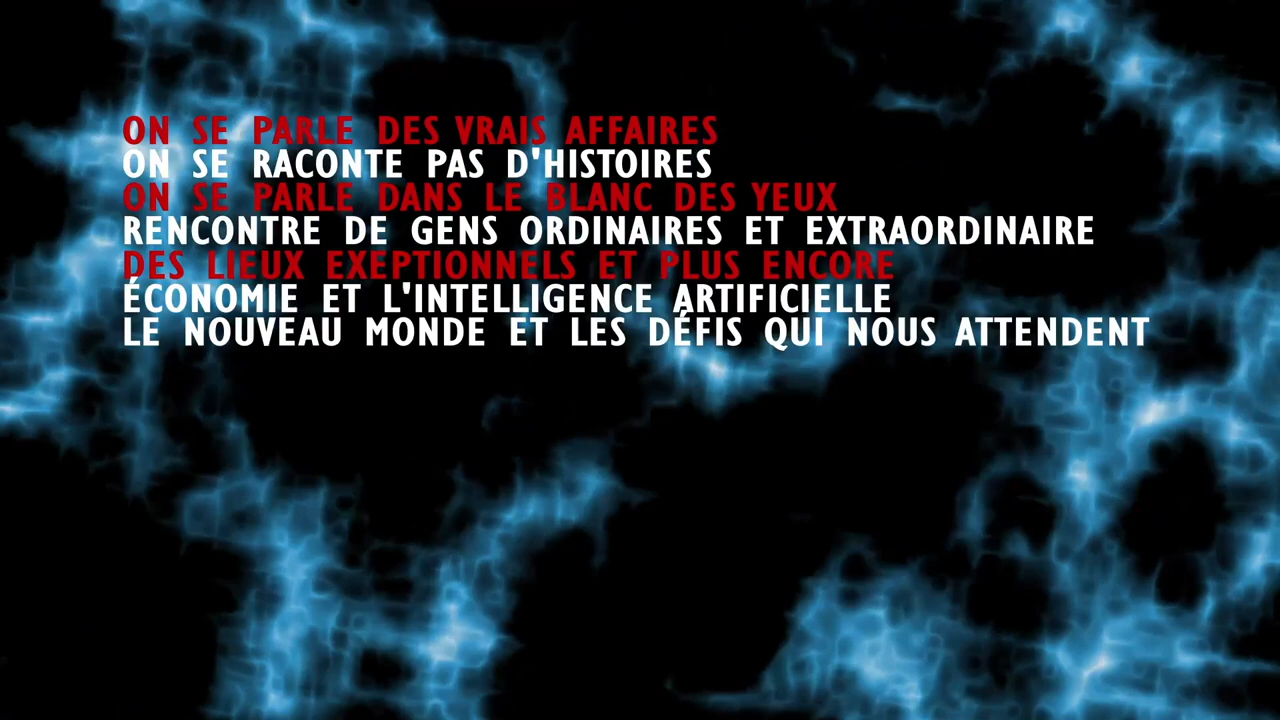 ON SE PARLE DES VRAIS AFFAIRES
ON SE RACONTE PAS D'HISTOIRES
ON SE PARLE DANS LE BLANC DES YEUX
RENCONTRE DE GENS ORDINAIRES ET EXTRAORDINAIRE
DES LIEUX EXEPTIONNELS ET PLUS ENCORE
ÉCONOMIE ET L'INTELLIGENCE ARTIFICIELLE
LE NOUVEAU MONDE ET LES DÉFIS QUI NOUS ATTENDENT